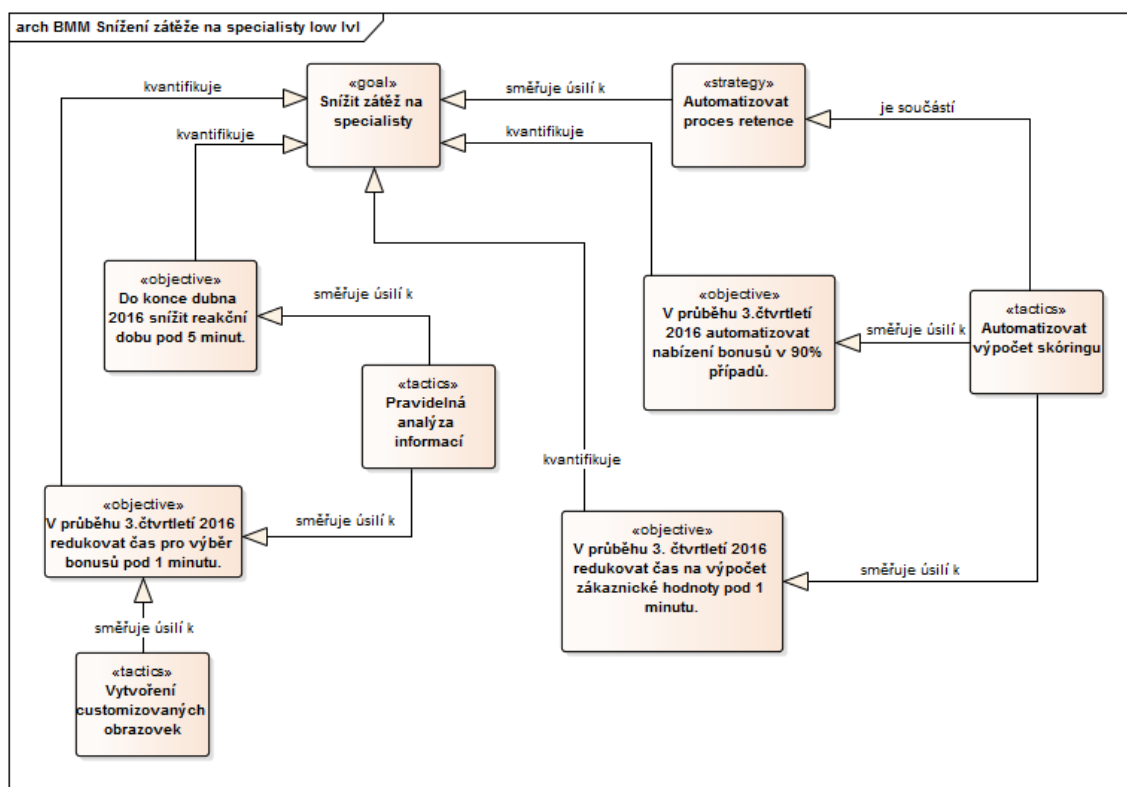 arch BMM Snížení zátěže na specialisty low lvl
kvantifikuje
«goal»
Snížit zátěž na
specialisty
směřuje úsilí k
«strategy»
Automatizovat
proces retence
je součástí
kvantifikuje
kvantifikuje
«objective»
Do konce dubna
2016 snížit reakční
dobu pod 5 minut.
směřuje úsilí k
«objective»
V průběhu 3.čtvrtletí
2016 automatizovat
nabízení bonusů v 90%
případů.
směřuje úsilí k
«tactics»
Automatizovat
výpočet skóringu
«tactics»
Pravidelná
analýza
informací
kvantifikuje
«objective»
V průběhu 3.čtvrtletí 2016
redukovat čas pro výběr
bonusů pod 1 minutu.
směřuje úsilí k
«objective»
V průběhu 3. čtvrtletí 2016
redukovat čas na výpočet
zákaznické hodnoty pod 1
minutu.
směřuje úsilí k
směřuje úsilí k
«tactics»
Vytvoření
customizovaných
obrazovek